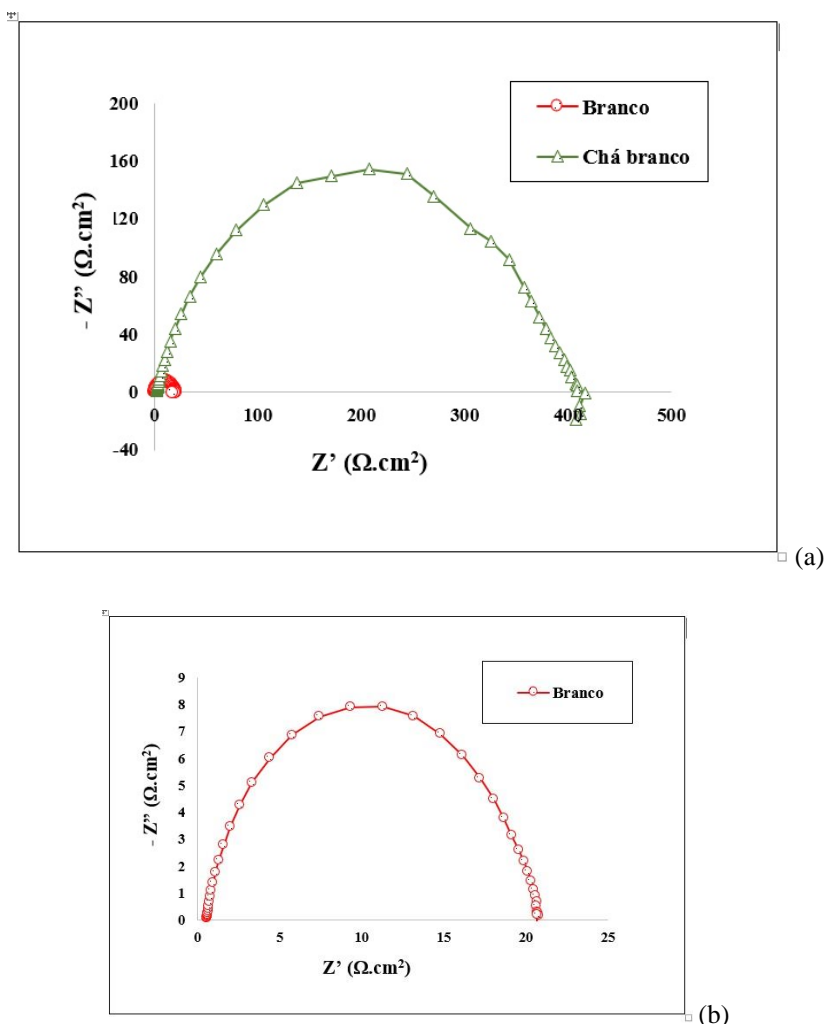 200
160
120
80
40
0
-40
0 100 200 300 400 500
- Z” (Ω.cm²)
Z’ (Ω.cm²)
Branco
Chá branco
(a)
9
8
7
6
5
4
3
2
1
0
0 5 10 15 20 25
- Z” (Ω.cm²)
Z’ (Ω.cm²)
Branco
(b)